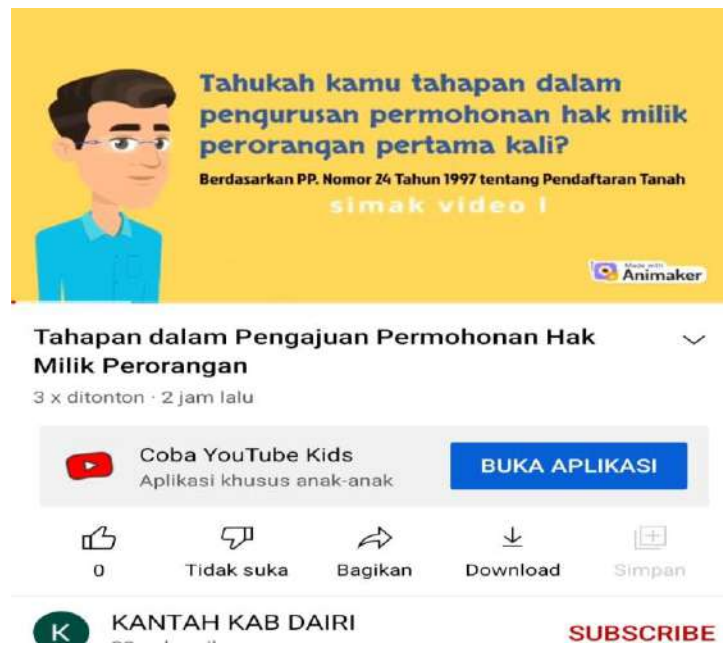 Tahukah kamu tahapan dalam
pengurusan permohonan hak milik
perorangan pertama kali?
Berdasarkan PP. Nomor 24 Tahun 1997 tentang Pendaftaran Tanah
simak video I
Made with
Animaker
Tahapan dalam Pengajuan Permohonan Hak
Milik Perorangan
3 x ditonton · 2 jam lalu
Coba YouTube Kids
Aplikasi khusus anak-anak
BUKA APLIKASI
0 Tidak suka Bagikan Download Simpan
K KANTAH KAB DAIRI
SUBSCRIBE